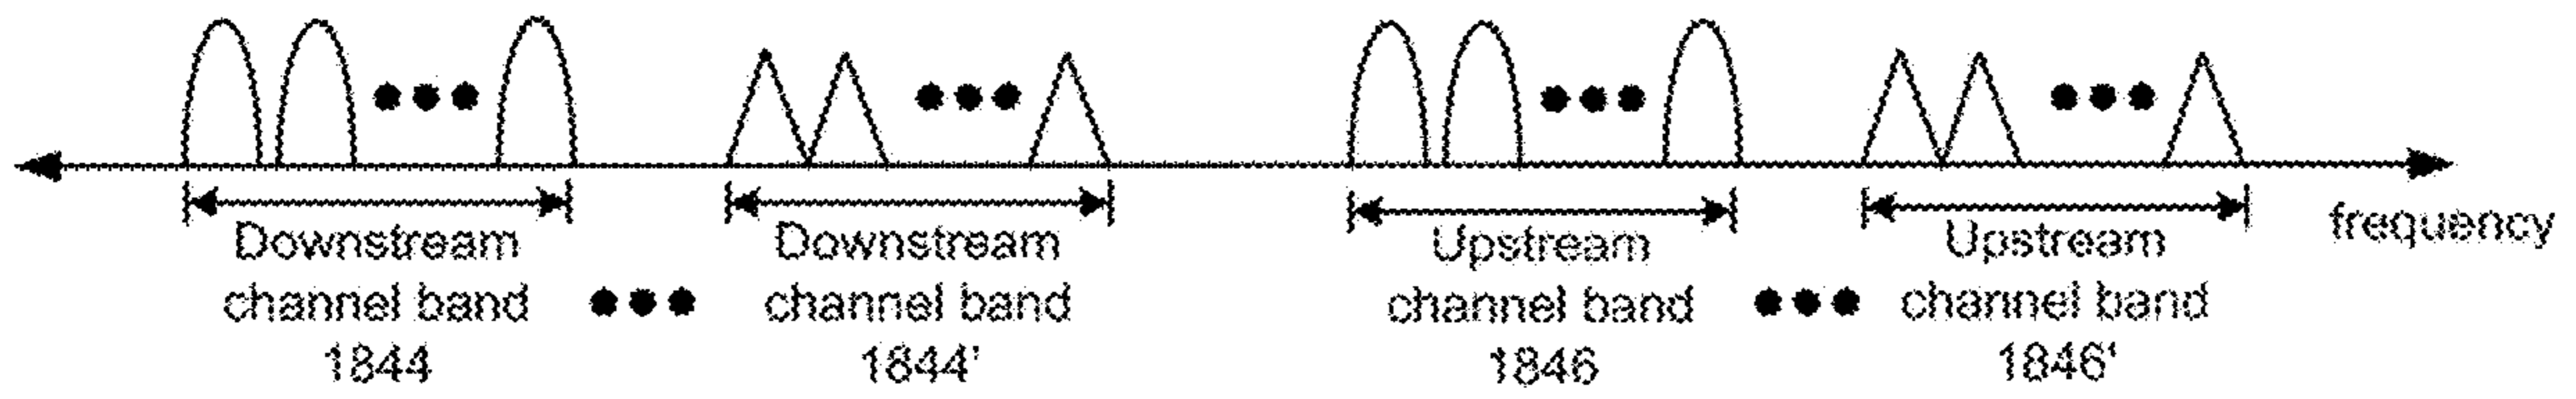 Downstream
channel band
1844
Downstream
channel band
1844'
Upstream
channel band
1846
Upstream
channel band
1846'
frequency